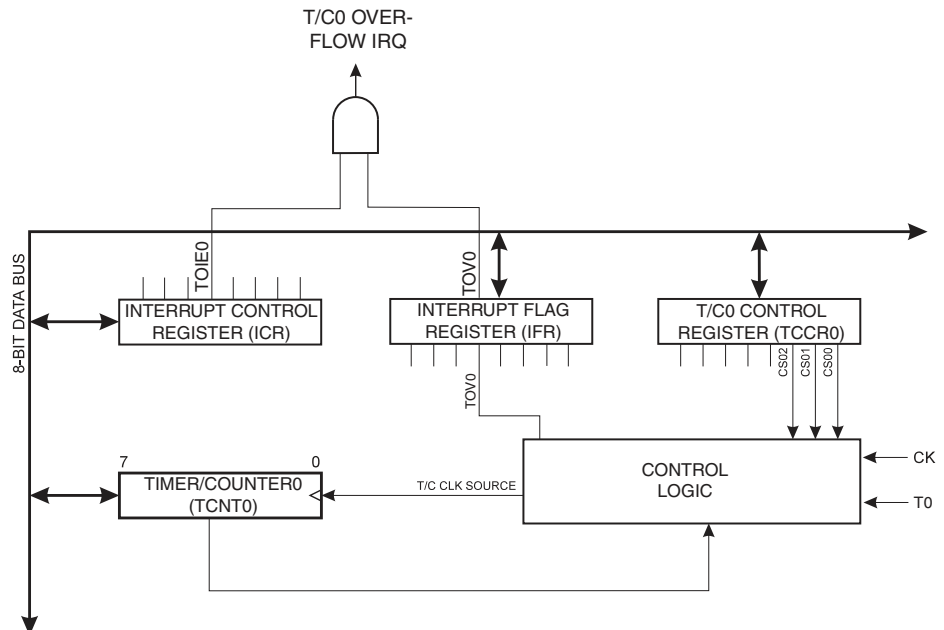 T/C0 OVER-
FLOW IRQ
8-BIT DATA BUS
TOIE0
TOV0
INTERRUPT CONTROL
REGISTER (ICR)
INTERRUPT FLAG
REGISTER (IFR)
T/C0 CONTROL
REGISTER (TCCR0)
TOV0
CS02
CS01
CS00
7
0
TIMER/COUNTER0
(TCNT0)
T/C CLK SOURCE
CONTROL
LOGIC
CK
T0